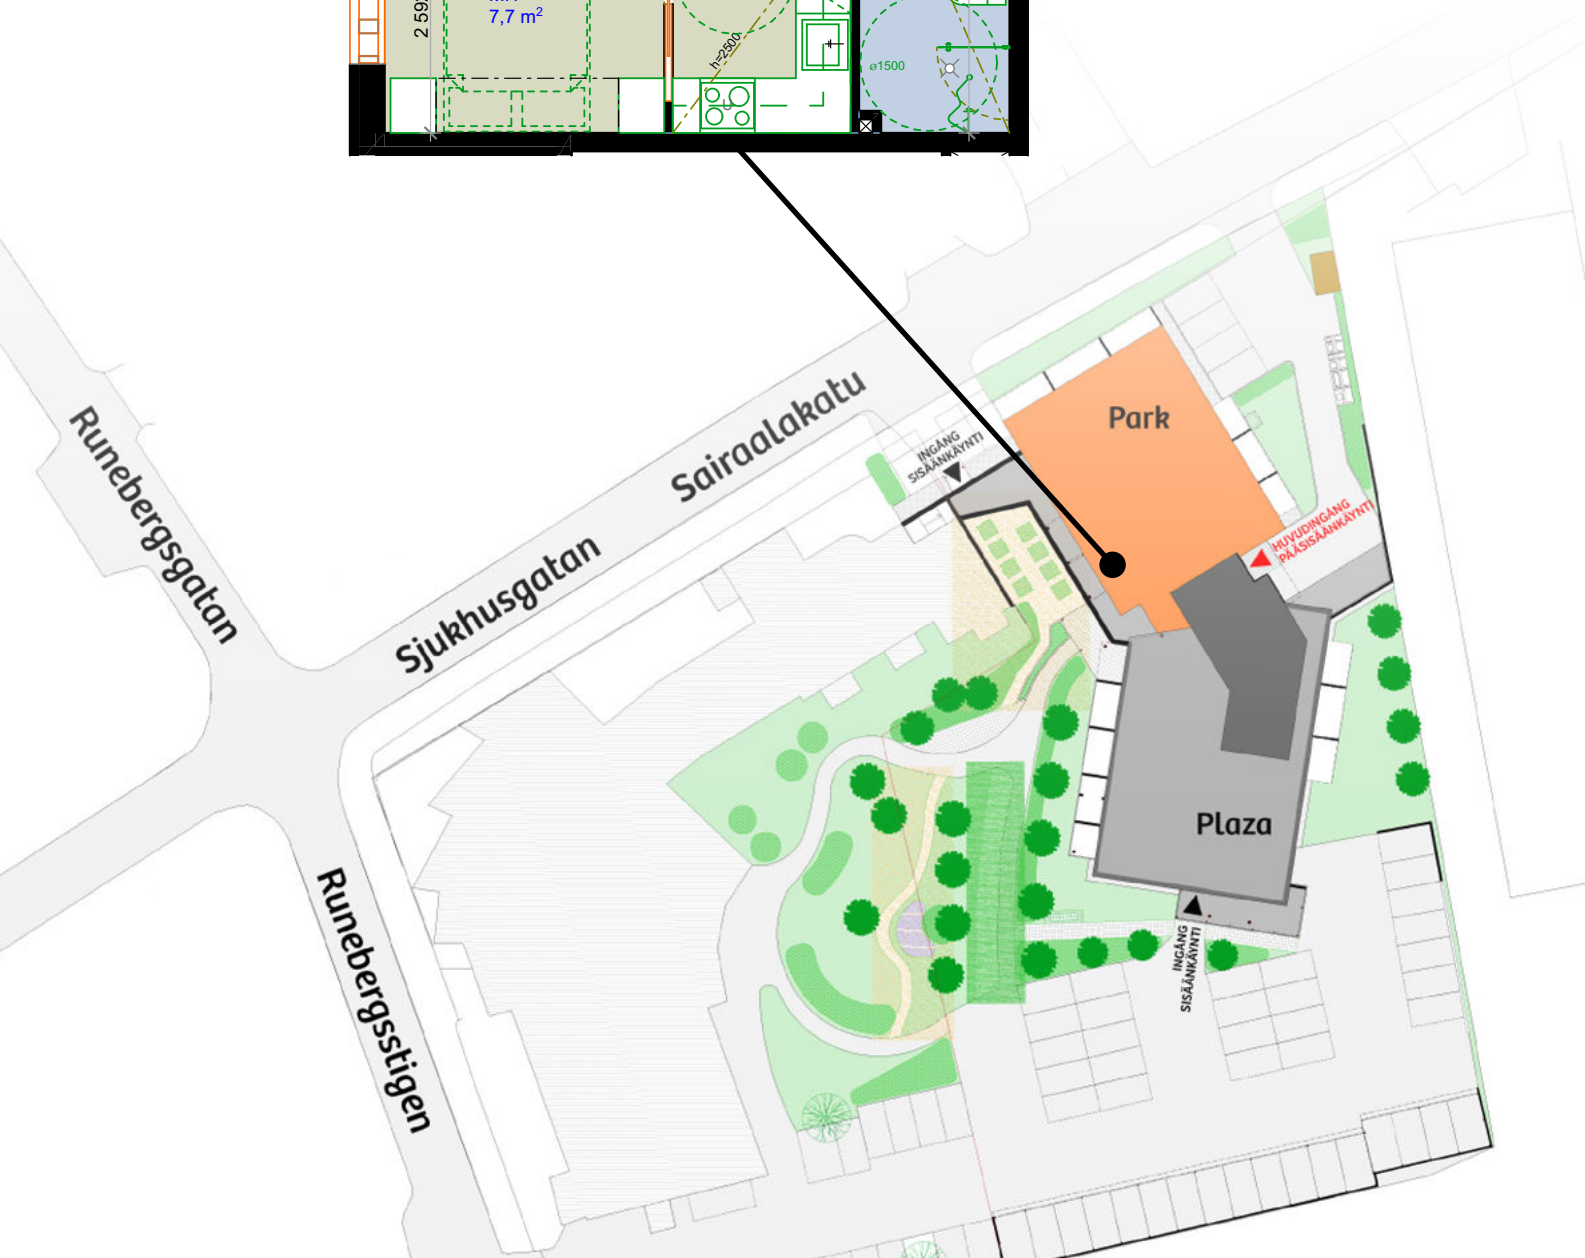 2 59
7,7 m²
h=2500
ø1500
Park
Sairaalakatu
INGÅNG
SISÄÄNKÄYNTI
HUVUDINGÅNG
PÄÄSISÄÄNKÄYNTI
Runebergsgatan
Sjukhusgatan
Plaza
Runebergsstigen
INGÅNG
SISÄÄNKÄYNTI